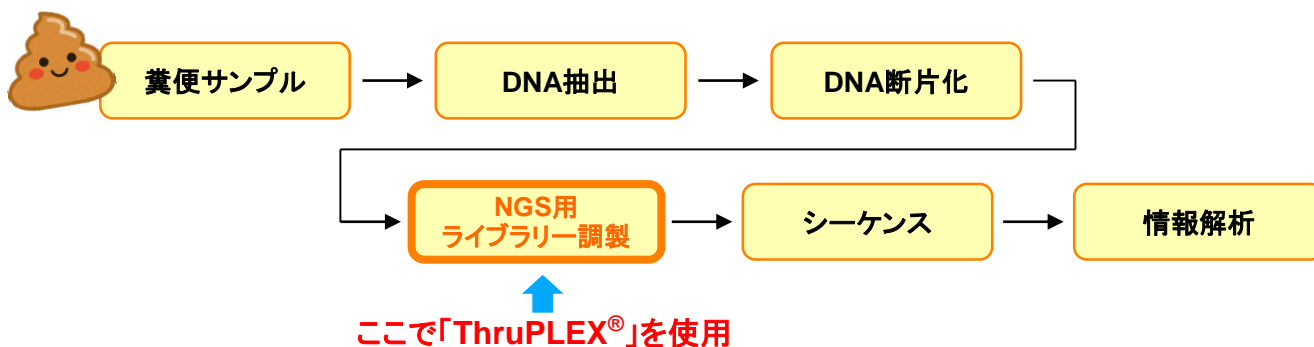 糞便サンプル
DNA抽出
DNA断片化
NGS用
ライブラリー調製
シーケンス
情報解析
ここで「ThruPLEX®」を使用